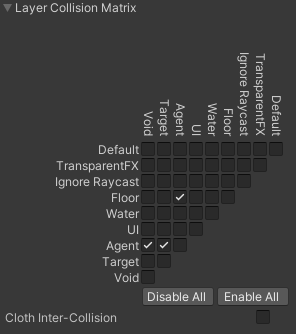 Layer Collision Matrix
Void
Target
Agent
UI
Water
Floor
Ignore Raycast
TransparentFX
Default
Default
TransparentFX
Ignore Raycast
Floor
Water
UI
Agent
Target
Void
Disable All
Enable All
Cloth Inter-Collision